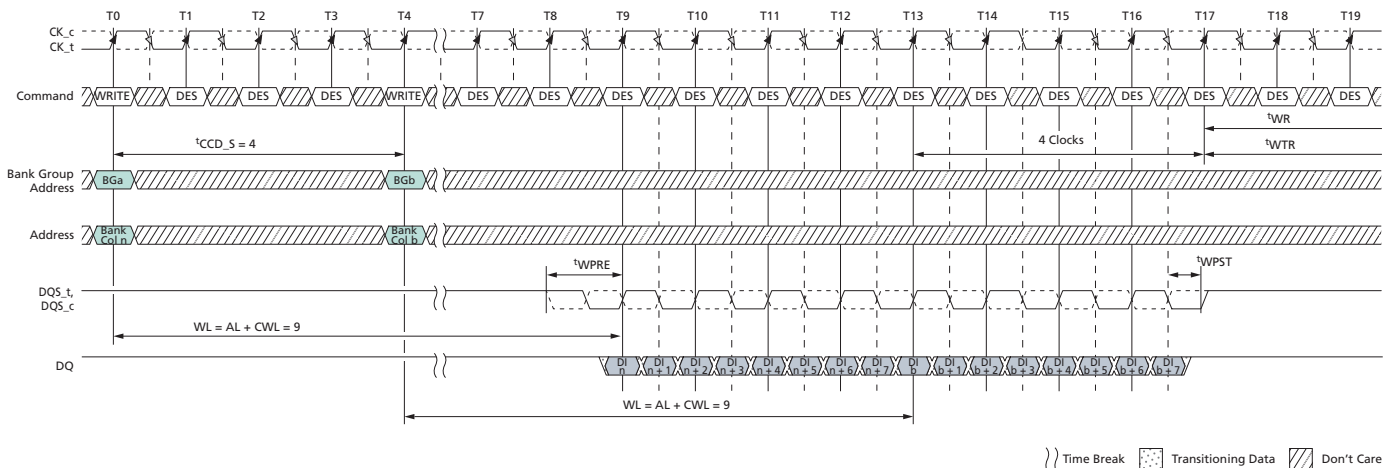 T0 T1 T2 T3 T4 T7 T8 T9 T10 T11 T12 T13 T14 T15 T16 T17 T18 T19
CK_c
CK_t
Command WRITE DES DES DES WRITE DES DES DES DES DES DES DES DES DES DES DES DES DES
tWR
tCCD_S = 4
4 Clocks
tWTR
Bank Group
Address
BGa BGb
Address
Bank
Col n
Bank
Col b
tWPRE
tWPST
DQS_t,
DQS_c
WL = AL + CWL = 9
DQ
DI
n
DI
n + 1
DI
n + 2
DI
n + 3
DI
n + 4
DI
n + 5
DI
n + 6
DI
n + 7
DI
b
DI
b + 1
DI
b + 2
DI
b + 3
DI
b + 4
DI
b + 5
DI
b + 6
DI
b + 7
WL = AL + CWL = 9
Time Break Transitioning Data Don't Care